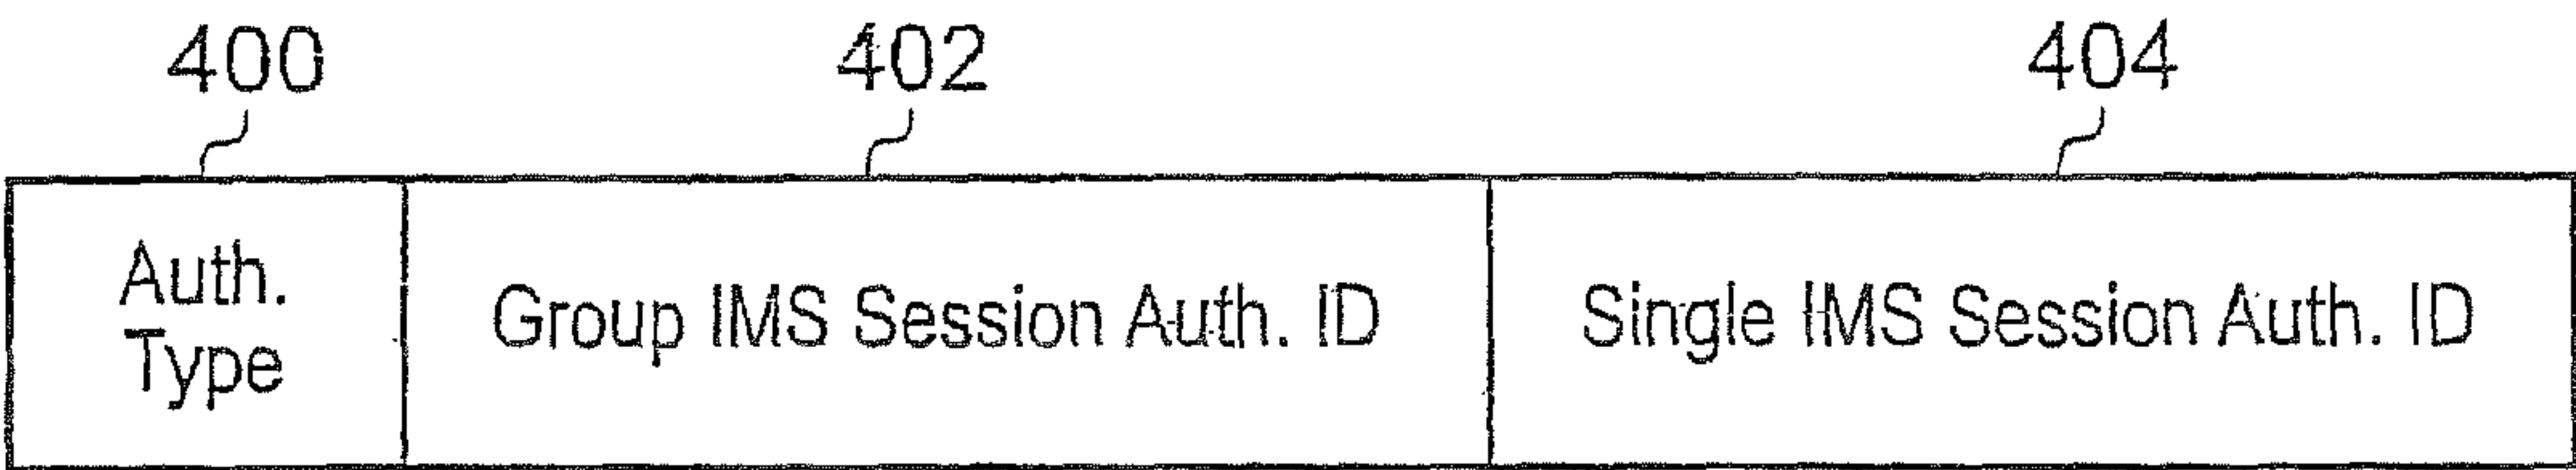 400
402
404
Auth.
Type
Group IMS Session Auth. ID
Single IMS Session Auth. ID